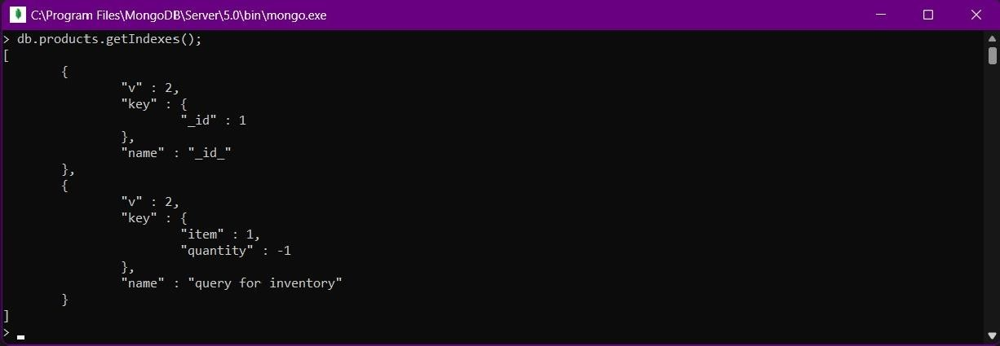 C:\Program Files\MongoDB\Server\5.0\bin\mongo.exe
> db.products.getIndexes();
[
        {
                "v" : 2,
                "key" : {
                        "_id" : 1
                },
                "name" : "_id_"
        },
        {
                "v" : 2,
                "key" : {
                        "item" : 1,
                        "quantity" : -1
                },
                "name" : "query for inventory"
        }
]
>